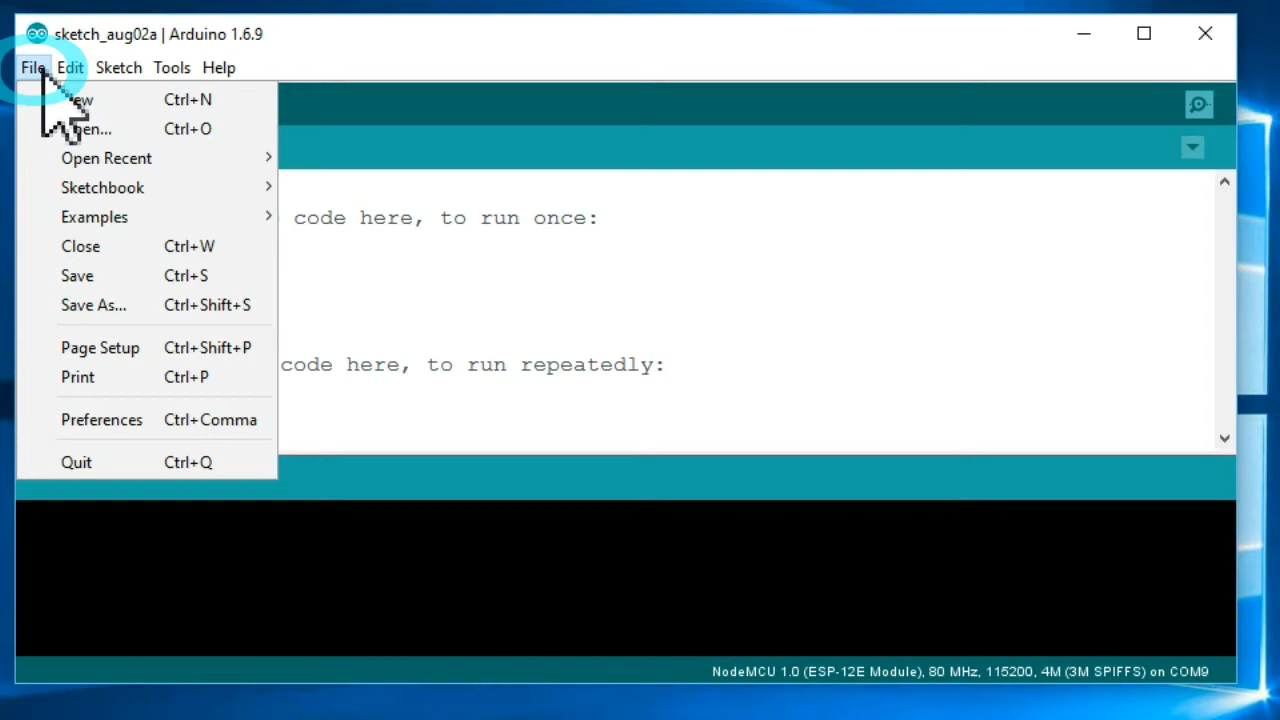 sketch_aug02a | Arduino 1.6.9
File Edit Sketch Tools Help
Ctrl+N
Ctrl+O
Open Recent
Sketchbook
Examples
Close Ctrl+W
Save Ctrl+S
Save As... Ctrl+Shift+S
Page Setup Ctrl+Shift+P
Print Ctrl+P
Preferences Ctrl+Comma
Quit Ctrl+Q
code here, to run once:
code here, to run repeatedly:
NodeMCU 1.0 (ESP-12E Module), 80 MHz, 115200, 4M (3M SPIFFS) on COM9